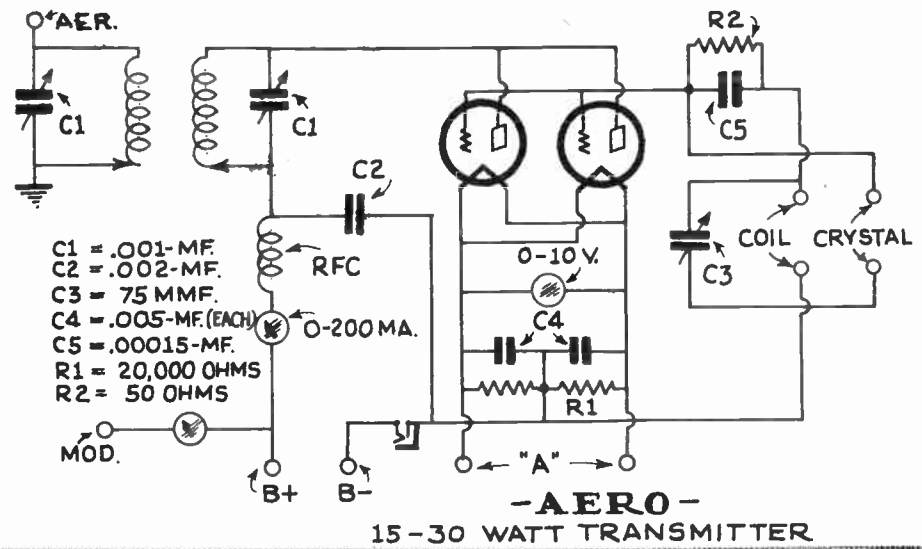 AER.
R2
C1
C1
C5
C2
RFC
0-10 V.
COIL
CRYSTAL
C3
C1 = .001-MF.
C2 = .002-MF.
C3 = 75 MMF.
C4 = .005-MF. (EACH)
C5 = .00015-MF.
R1 = 20,000 OHMS
R2 = 50 OHMS
0-200 MA.
C4
R1
MOD.
B+
B-
"A"
-AERO-
15-30 WATT TRANSMITTER